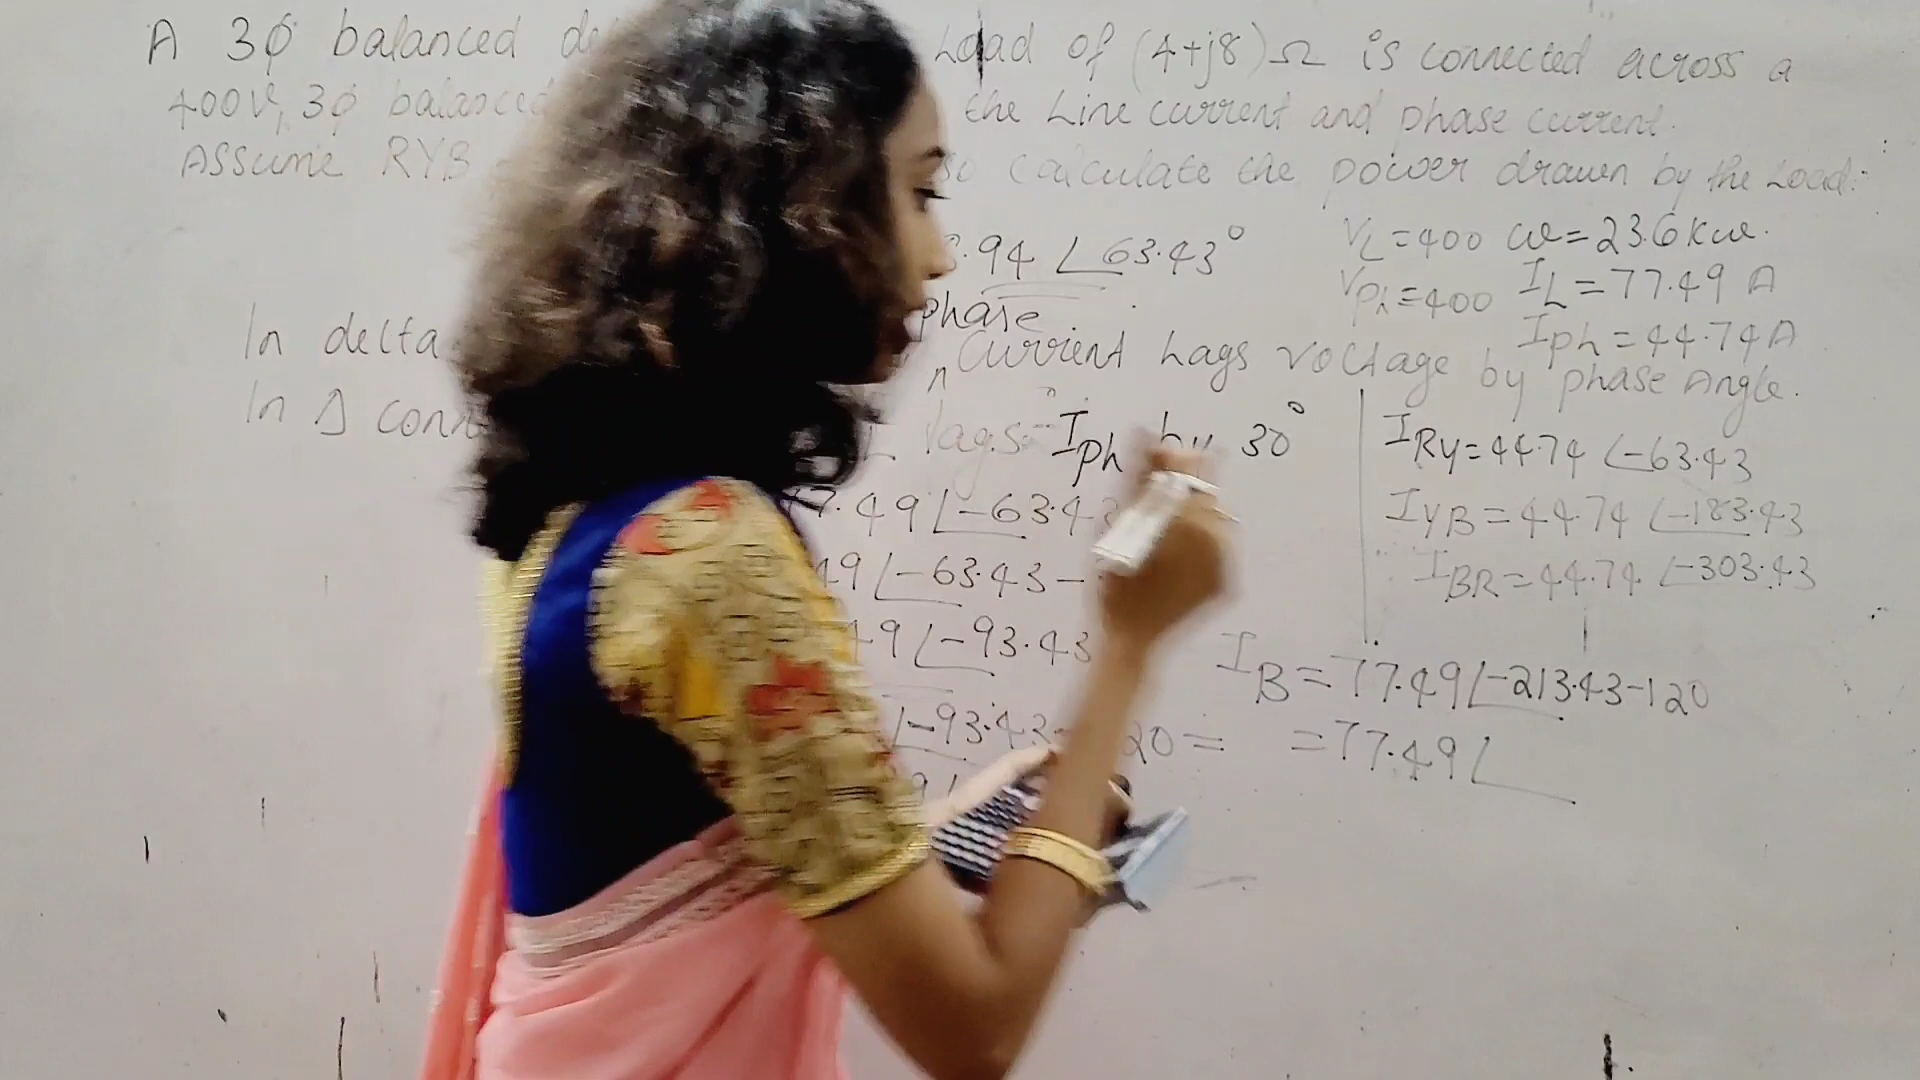 A 3φ balanced Load of (4+j8)Ω is connected across a
400V, 3φ balanced the Line current and phase current.
Assume RYB calculate the power drawn by the Load:-
.94 ∠63.43°
VL=400 W=23.6kw.
Vph=400 IL=77.49 A
Iph=44.74A
phase
In delta Current Lags voltage by phase Angle.
In Δ conn lags Iph by 30°
IRY=44.74 ∠-63.43
7.49∠-63.43
IYB=44.74 ∠-183.43
49∠-63.43-
IBR=44.74 ∠-303.43
49∠-93.43
IB=77.49∠-213.43-120
∠-93.43- 20= =77.49∠